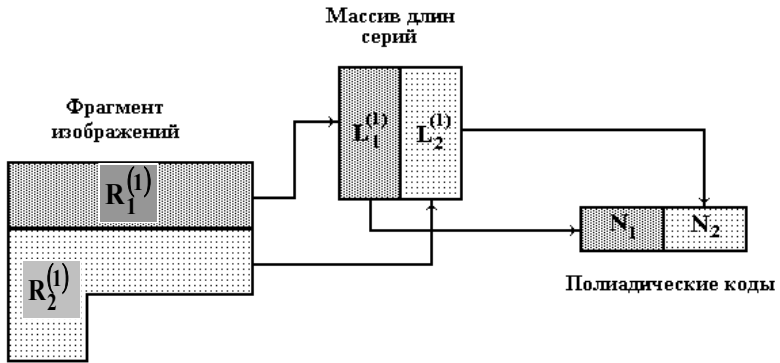 Массив длин
серий
Фрагмент
изображений
L₁⁽¹⁾ L₂⁽¹⁾
R₁⁽¹⁾
N₁ N₂
R₂⁽¹⁾
Полиадические коды